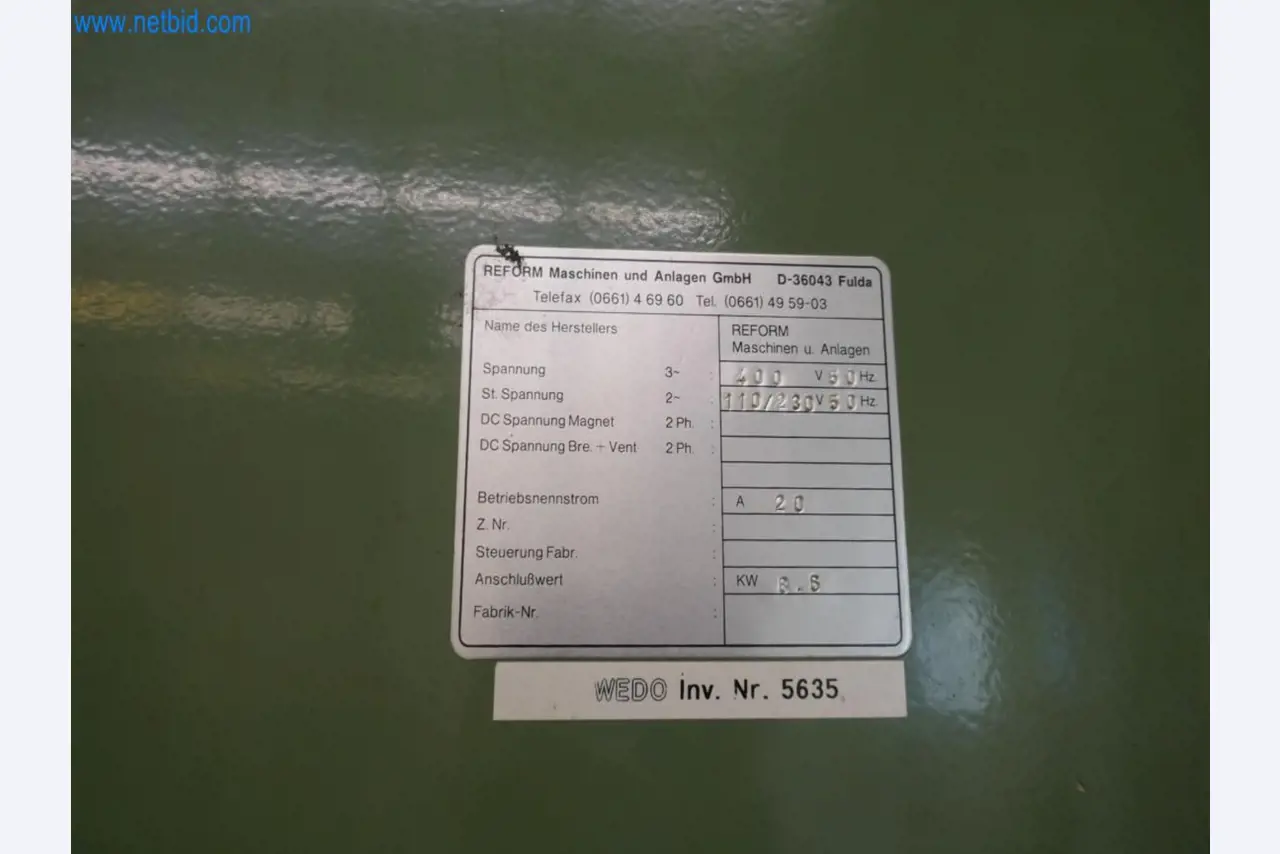 www.netbid.com
REFORM Maschinen und Anlagen GmbH D-36043 Fulda
Telefax (0661) 4 69 60 Tel. (0661) 49 59-03
Name des Herstellers REFORM
Maschinen u. Anlagen
Spannung 3~ : 400 V 50 Hz.
St. Spannung 2~ : 110/230 V 50 Hz.
DC Spannung Magnet 2 Ph. :
DC Spannung Bre. + Vent 2 Ph. :
Betriebsnennstrom : A 20
Z. Nr. :
Steuerung Fabr. :
Anschlußwert : KW
Fabrik-Nr. :
WEDO Inv. Nr. 5635